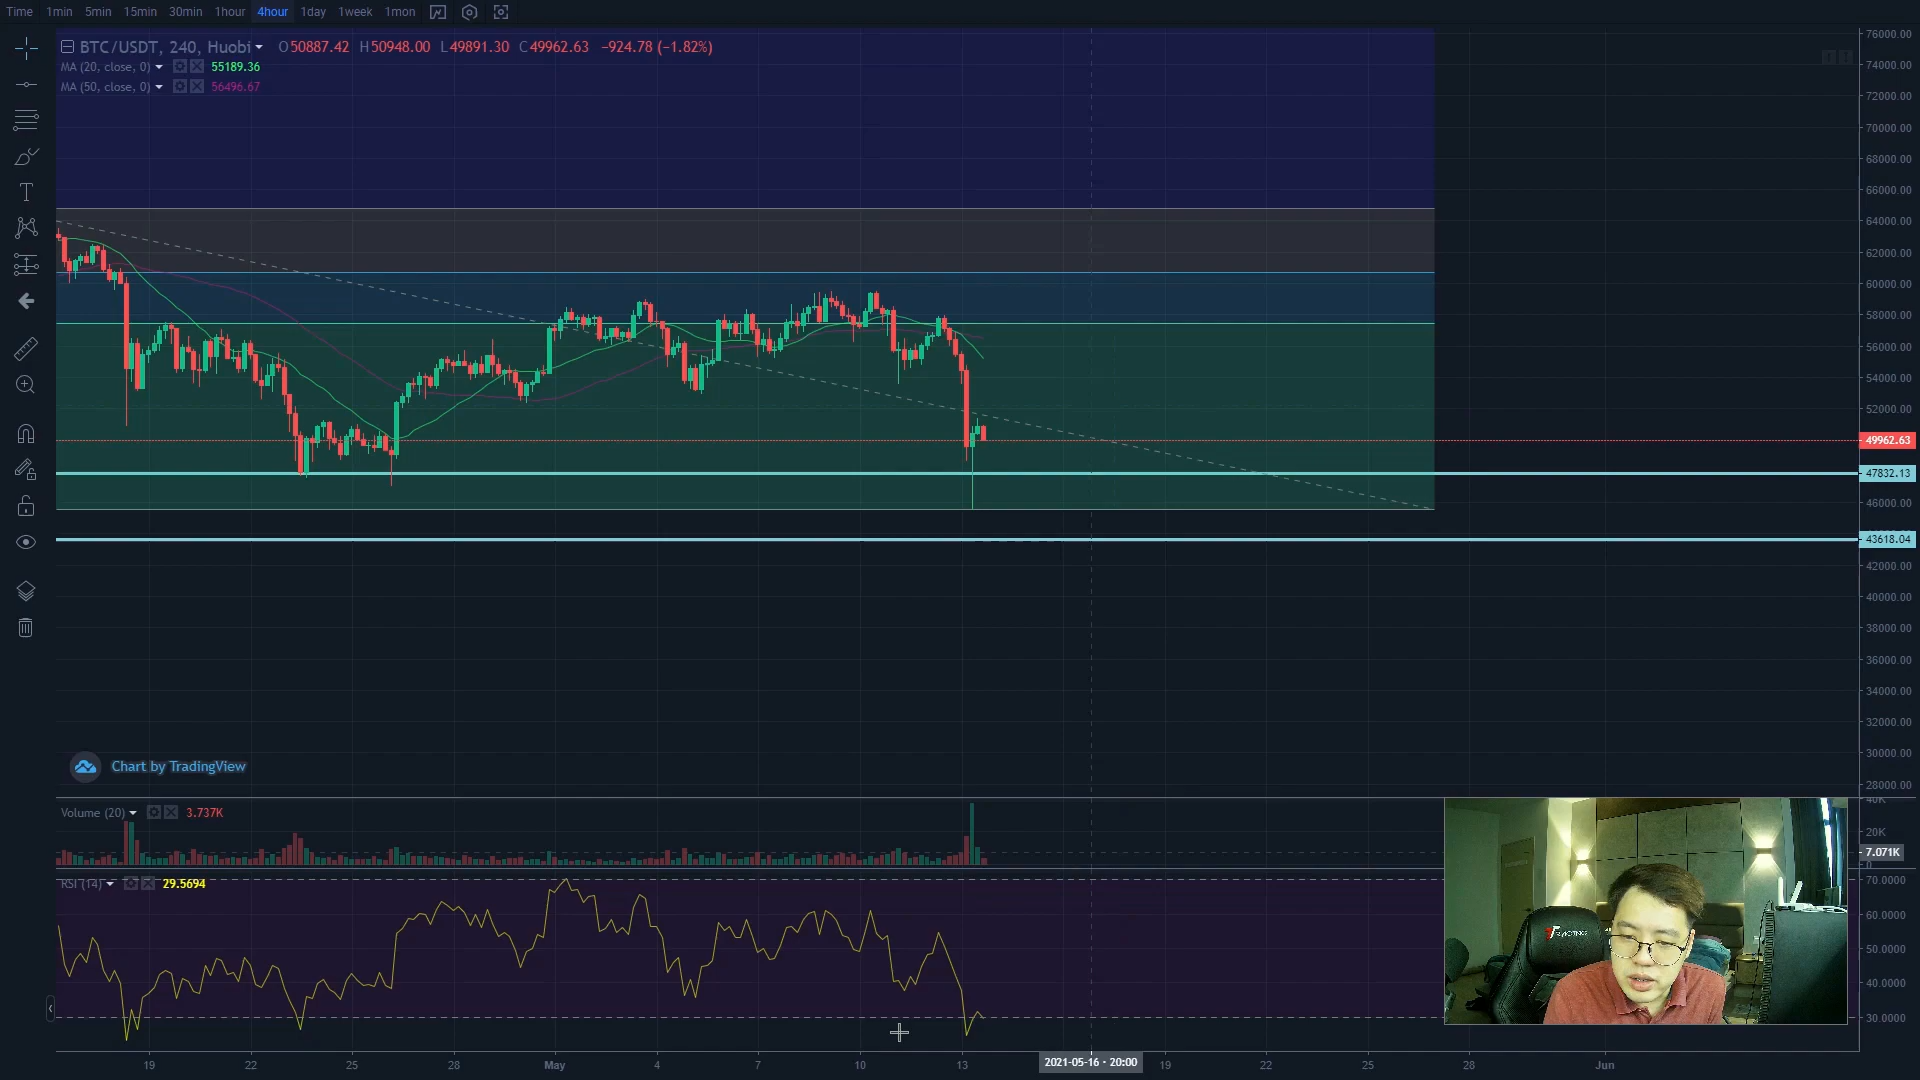 Time 1min 5min 15min 30min 1hour 4hour 1day 1week 1mon
BTC/USDT, 240, Huobi O50887.42 H50948.00 L49891.30 C49962.63 −924.78 (−1.82%)
MA (20, close, 0) 55189.36
MA (50, close, 0) 56496.67
76000.00
74000.00
72000.00
70000.00
68000.00
66000.00
64000.00
62000.00
60000.00
58000.00
56000.00
54000.00
52000.00
49962.63
47832.13
46000.00
43618.04
42000.00
40000.00
38000.00
36000.00
34000.00
32000.00
30000.00
28000.00
Chart by TradingView
Volume (20) 3.737K
40K
20K
7.071K
0
RSI (14) 29.5694
70.0000
60.0000
50.0000
40.0000
30.0000
19 22 25 28 May 4 7 10 13 2021-05-16 · 20:00 19 22 25 28 Jun